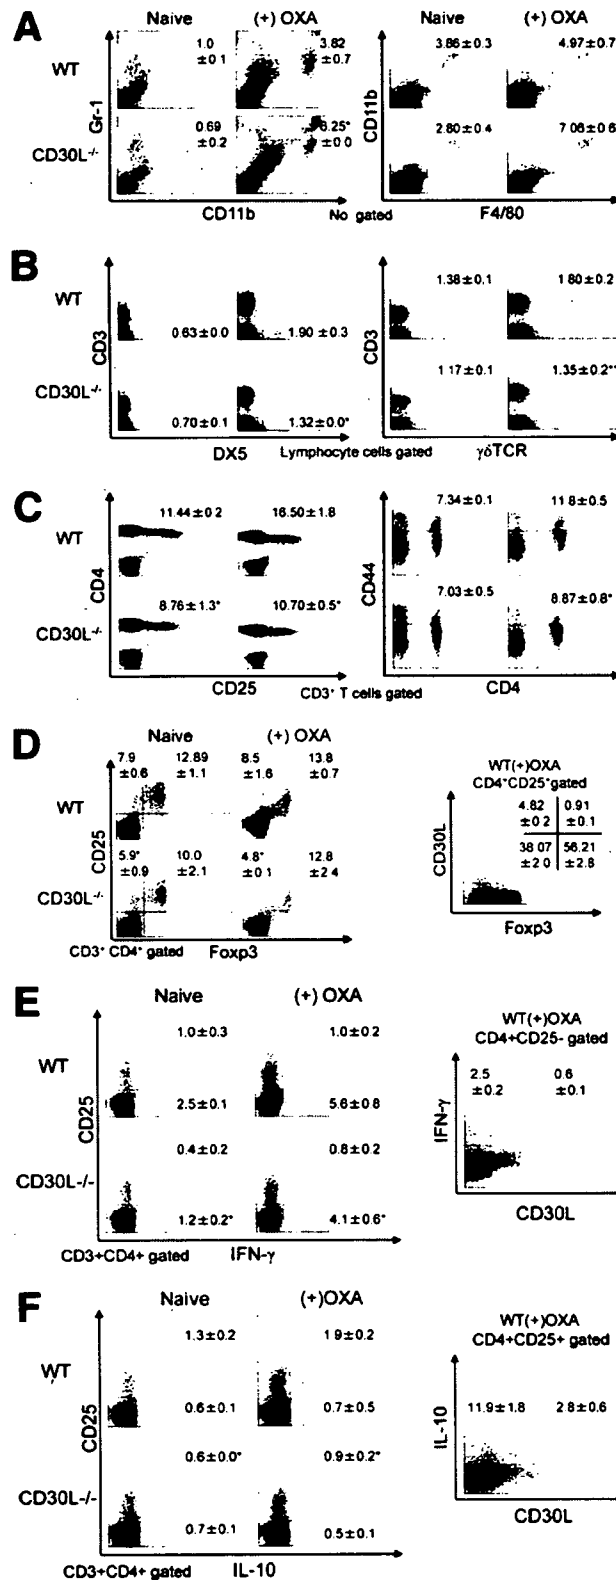 A
Naive (+) OXA Naive (+) OXA
WT
Gr-1
1.0 ±0.1
3.82 ±0.7
CD11b
3.86±0.3
4.97±0.7
CD30L-/-
0.69 ±0.2
6.25* ±0.0
2.80±0.4
7.06±0.6
CD11b No gated F4/80
B
WT
CD3
0.63±0.0
1.90±0.3
CD3
1.38±0.1
1.80±0.2
CD30L-/-
0.70±0.1
1.32±0.0*
1.17±0.1
1.35±0.2**
DX5 Lymphocyte cells gated γδTCR
C
WT
CD4
11.44±0.2
16.50±1.8
CD44
7.34±0.1
11.8±0.5
CD30L-/-
8.76±1.3*
10.70±0.5*
7.03±0.5
8.87±0.8*
CD25 CD3+ T cells gated CD4
D
Naive (+) OXA
7.9 ±0.6
12.89 ±1.1
8.5 ±1.6
13.8 ±0.7
WT
CD25
5.9* ±0.9
10.0 ±2.1
4.8* ±0.1
12.8 ±2.4
CD30L-/-
CD3+ CD4+ gated Foxp3
WT(+)OXA
CD4+CD25+gated
CD30L
4.82 ±0.2
0.91 ±0.1
38.07 ±2.0
56.21 ±2.8
Foxp3
E
Naive (+) OXA
WT
CD25
1.0±0.3
1.0±0.2
2.5±0.1
5.6±0.8
CD30L-/-
0.4±0.2
0.8±0.2
1.2±0.2*
4.1±0.6*
CD3+CD4+ gated IFN-γ
WT(+)OXA
CD4+CD25- gated
IFN-γ
2.5 ±0.2
0.6 ±0.1
CD30L
F
Naive (+)OXA
WT
CD25
1.3±0.2
1.9±0.2
0.6±0.1
0.7±0.5
CD30L-/-
0.6±0.0*
0.9±0.2*
0.7±0.1
0.5±0.1
CD3+CD4+ gated IL-10
WT(+)OXA
CD4+CD25+ gated
IL-10
11.9±1.8
2.8±0.6
CD30L